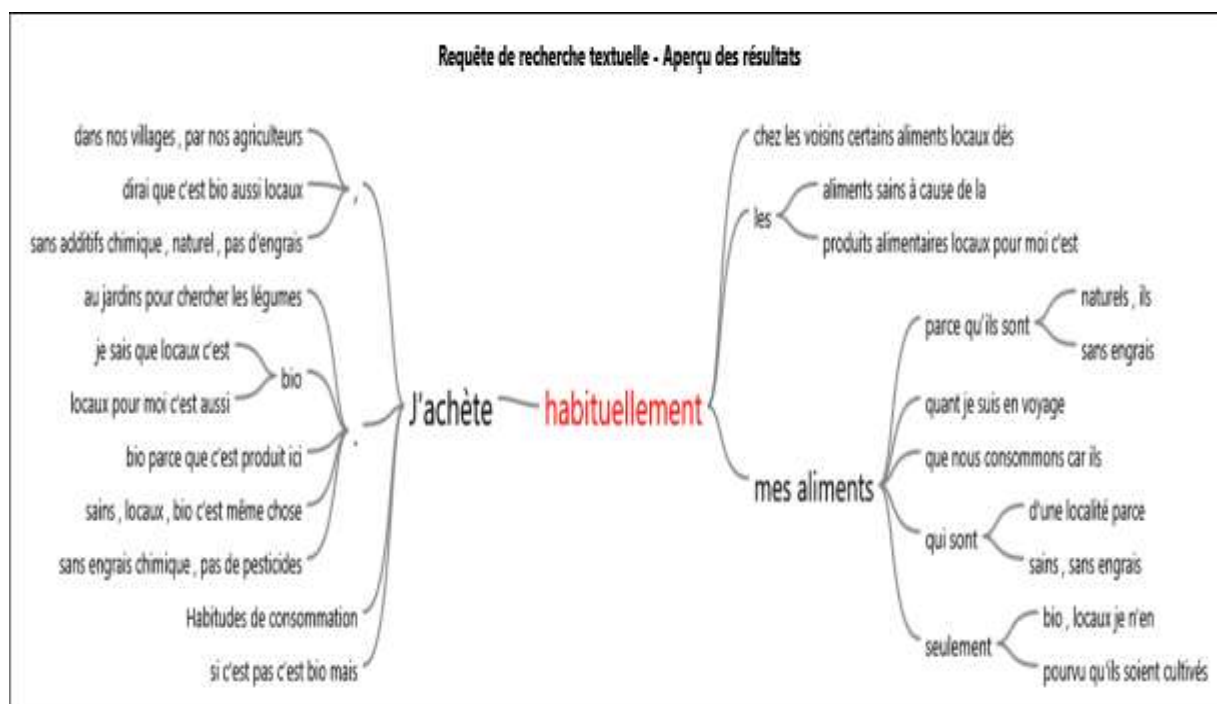 Requête de recherche textuelle - Aperçu des résultats
dans nos villages , par nos agriculteurs
dirai que c'est bio aussi locaux
,
sans additifs chimique , naturel , pas d'engrais
au jardins pour chercher les légumes
je sais que locaux c'est
bio
locaux pour moi c'est aussi
.
bio parce que c'est produit ici
sains , locaux , bio c'est même chose
sans engrais chimique , pas de pesticides
Habitudes de consommation
si c'est pas c'est bio mais
J'achète
habituellement
chez les voisins certains aliments locaux dès
les
aliments sains à cause de la
produits alimentaires locaux pour moi c'est
mes aliments
parce qu'ils sont
naturels , ils
sans engrais
quant je suis en voyage
que nous consommons car ils
qui sont
d'une localité parce
sains , sans engrais
seulement
bio , locaux je n'en
pourvu qu'ils soient cultivés